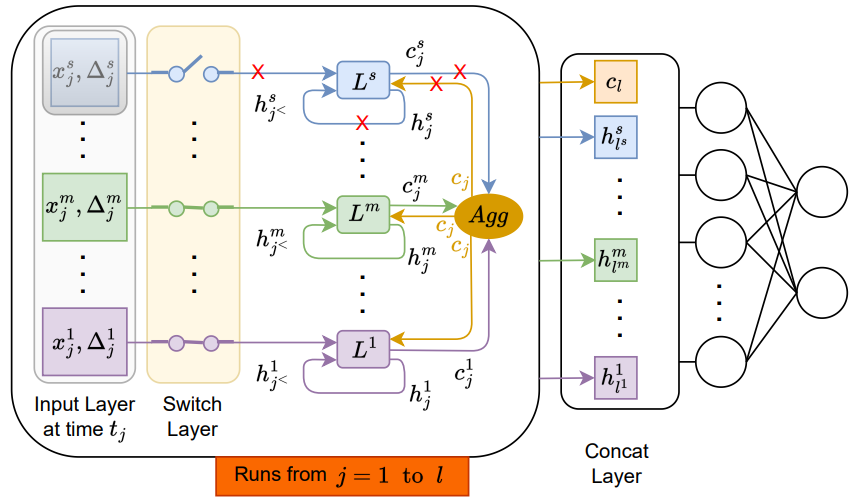 $x_j^s, \Delta_j^s$
X
$L^s$
$c_j^s$
X
X
$h_{j^<}^s$
X
$h_j^s$
$c_j$
$x_j^m, \Delta_j^m$
$h_{j^<}^m$
$L^m$
$c_j^m$
$h_j^m$
$c_j$
$c_j$
Agg
$x_j^1, \Delta_j^1$
$h_{j^<}^1$
$L^1$
$h_j^1$
$c_j^1$
$c_l$
$h_{l^s}^s$
$h_{l^m}^m$
$h_{l^1}^1$
Input Layer
at time $t_j$
Switch
Layer
Runs from $j = 1$ to $l$
Concat
Layer